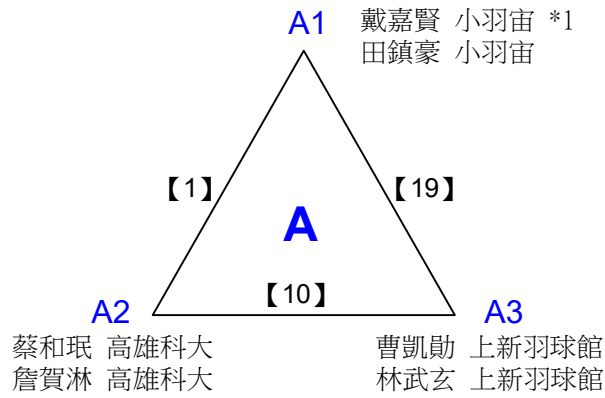 A1
戴嘉賢 小羽宙 *1
田鎮豪 小羽宙
【1】
【19】
A
【10】
A2
A3
蔡和珉 高雄科大
詹賀淋 高雄科大
曹凱勛 上新羽球館
林武玄 上新羽球館